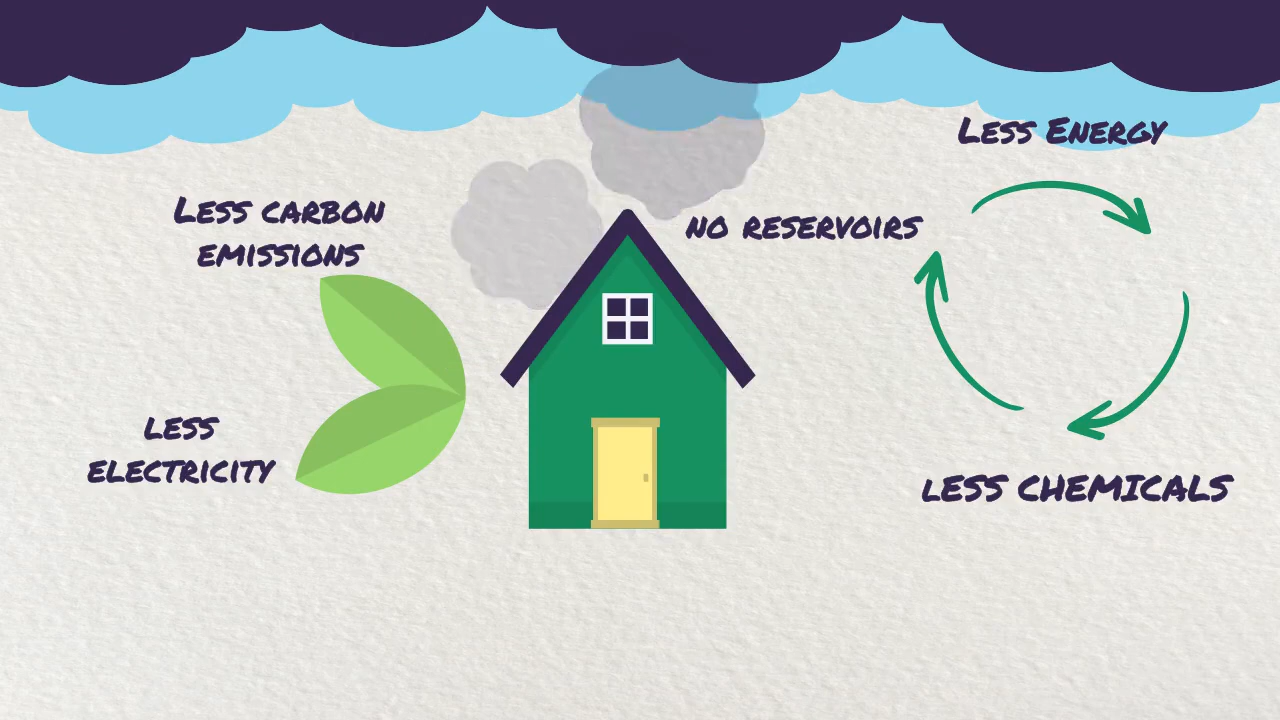 Less Energy
Less carbon
emissions
no reservoirs
less
electricity
less chemicals